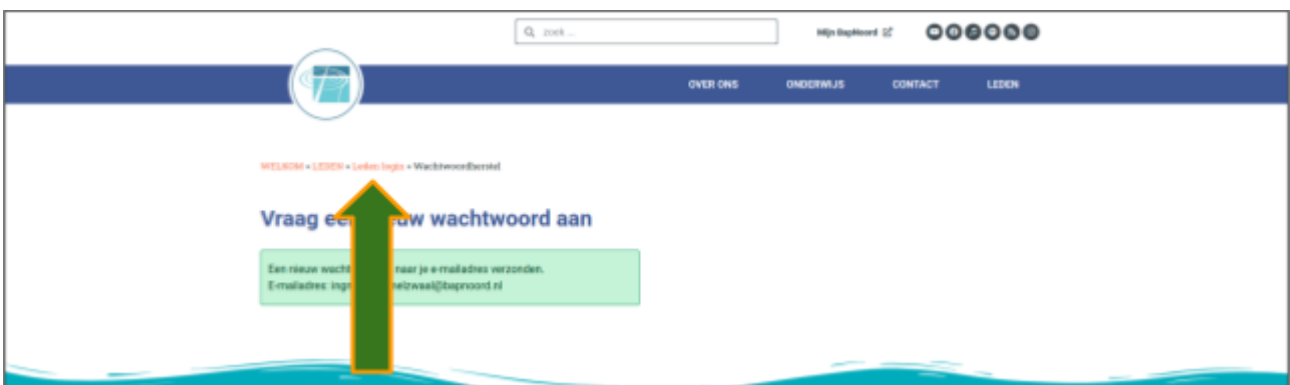 zoek ...
Mijn BapNoord
OVER ONS ONDERWIJS CONTACT LEDEN
WELKOM » LEDEN » Leden login » Wachtwoordherstel
Vraag wachtwoord aan
Een nieuw naar je e-mailadres verzonden.
E-mailadres: